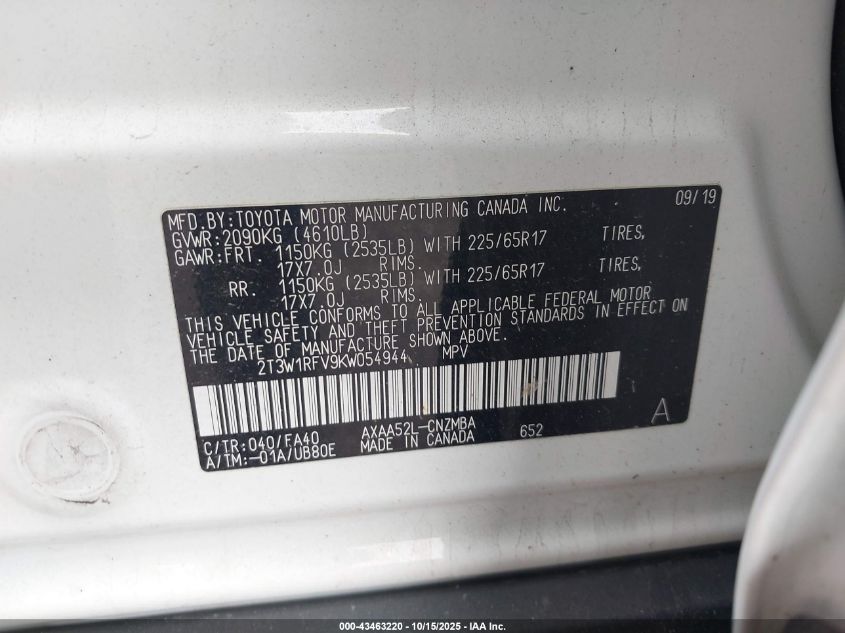 MFD.BY:TOYOTA MOTOR MANUFACTURING CANADA INC. 09/19
GVWR:2090KG (4610LB)
GAWR:FRT. 1150KG (2535LB) WITH 225/65R17 TIRES,
17X7.0J RIMS.
RR. 1150KG (2535LB) WITH 225/65R17 TIRES,
17X7.0J RIMS.
THIS VEHICLE CONFORMS TO ALL APPLICABLE FEDERAL MOTOR
VEHICLE SAFETY AND THEFT PREVENTION STANDARDS IN EFFECT ON
THE DATE OF MANUFACTURE SHOWN ABOVE.
2T3W1RFV9KW054944 MPV
A
C/TR:040/FA40 AXAA52L-CNZMBA 652
A/TM:-01A/UB80E MADE IN CANADA
000-43463220 - 10/15/2025 - IAA Inc.